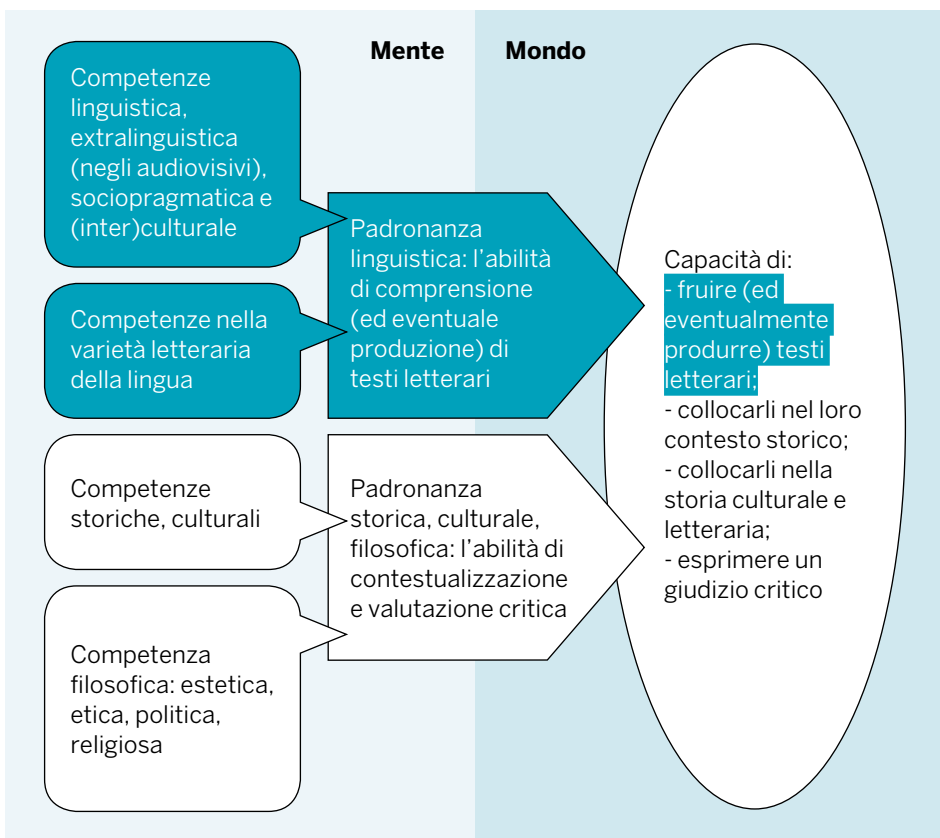 Mente
Mondo
Competenze
linguistica,
extralinguistica
(negli audiovisivi),
sociopragmatica e
(inter)culturale
Competenze nella
varietà letteraria
della lingua
Competenze
storiche, culturali
Competenza
filosofica: estetica,
etica, politica,
religiosa
Padronanza
linguistica: l'abilità
di comprensione
(ed eventuale
produzione) di
testi letterari
Padronanza
storica, culturale,
filosofica: l'abilità di
contestualizzazione
e valutazione critica
Capacità di:
- fruire (ed
eventualmente
produrre) testi
letterari;
- collocarli nel loro
contesto storico;
- collocarli nella
storia culturale e
letteraria;
- esprimere un
giudizio critico